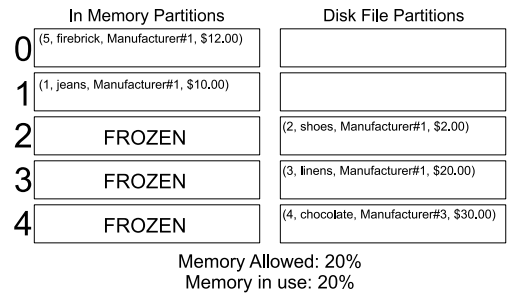 In Memory Partitions Disk File Partitions
0 (5, firebrick, Manufacturer#1, $12.00)
1 (1, jeans, Manufacturer#1, $10.00)
2 FROZEN (2, shoes, Manufacturer#1, $2.00)
3 FROZEN (3, linens, Manufacturer#1, $20.00)
4 FROZEN (4, chocolate, Manufacturer#3, $30.00)
Memory Allowed: 20%
Memory in use: 20%